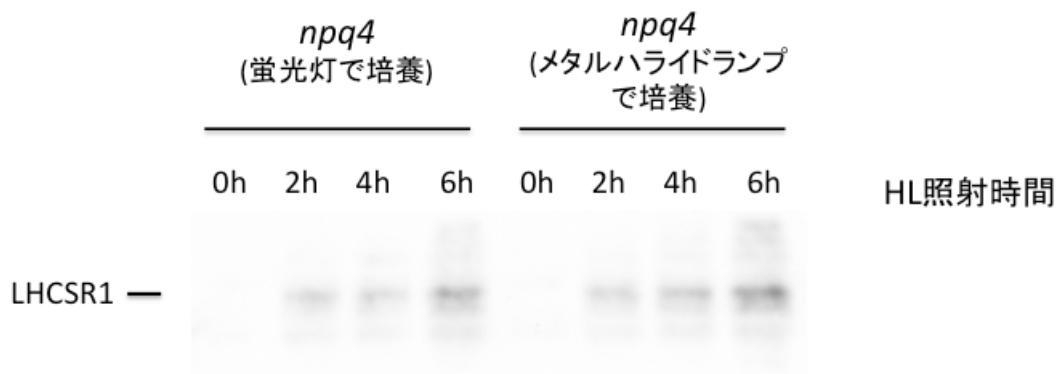 npq4
(蛍光灯で培養)
npq4
(メタルハライドランプ
で培養)
0h 2h 4h 6h 0h 2h 4h 6h
HL照射時間
LHCSR1